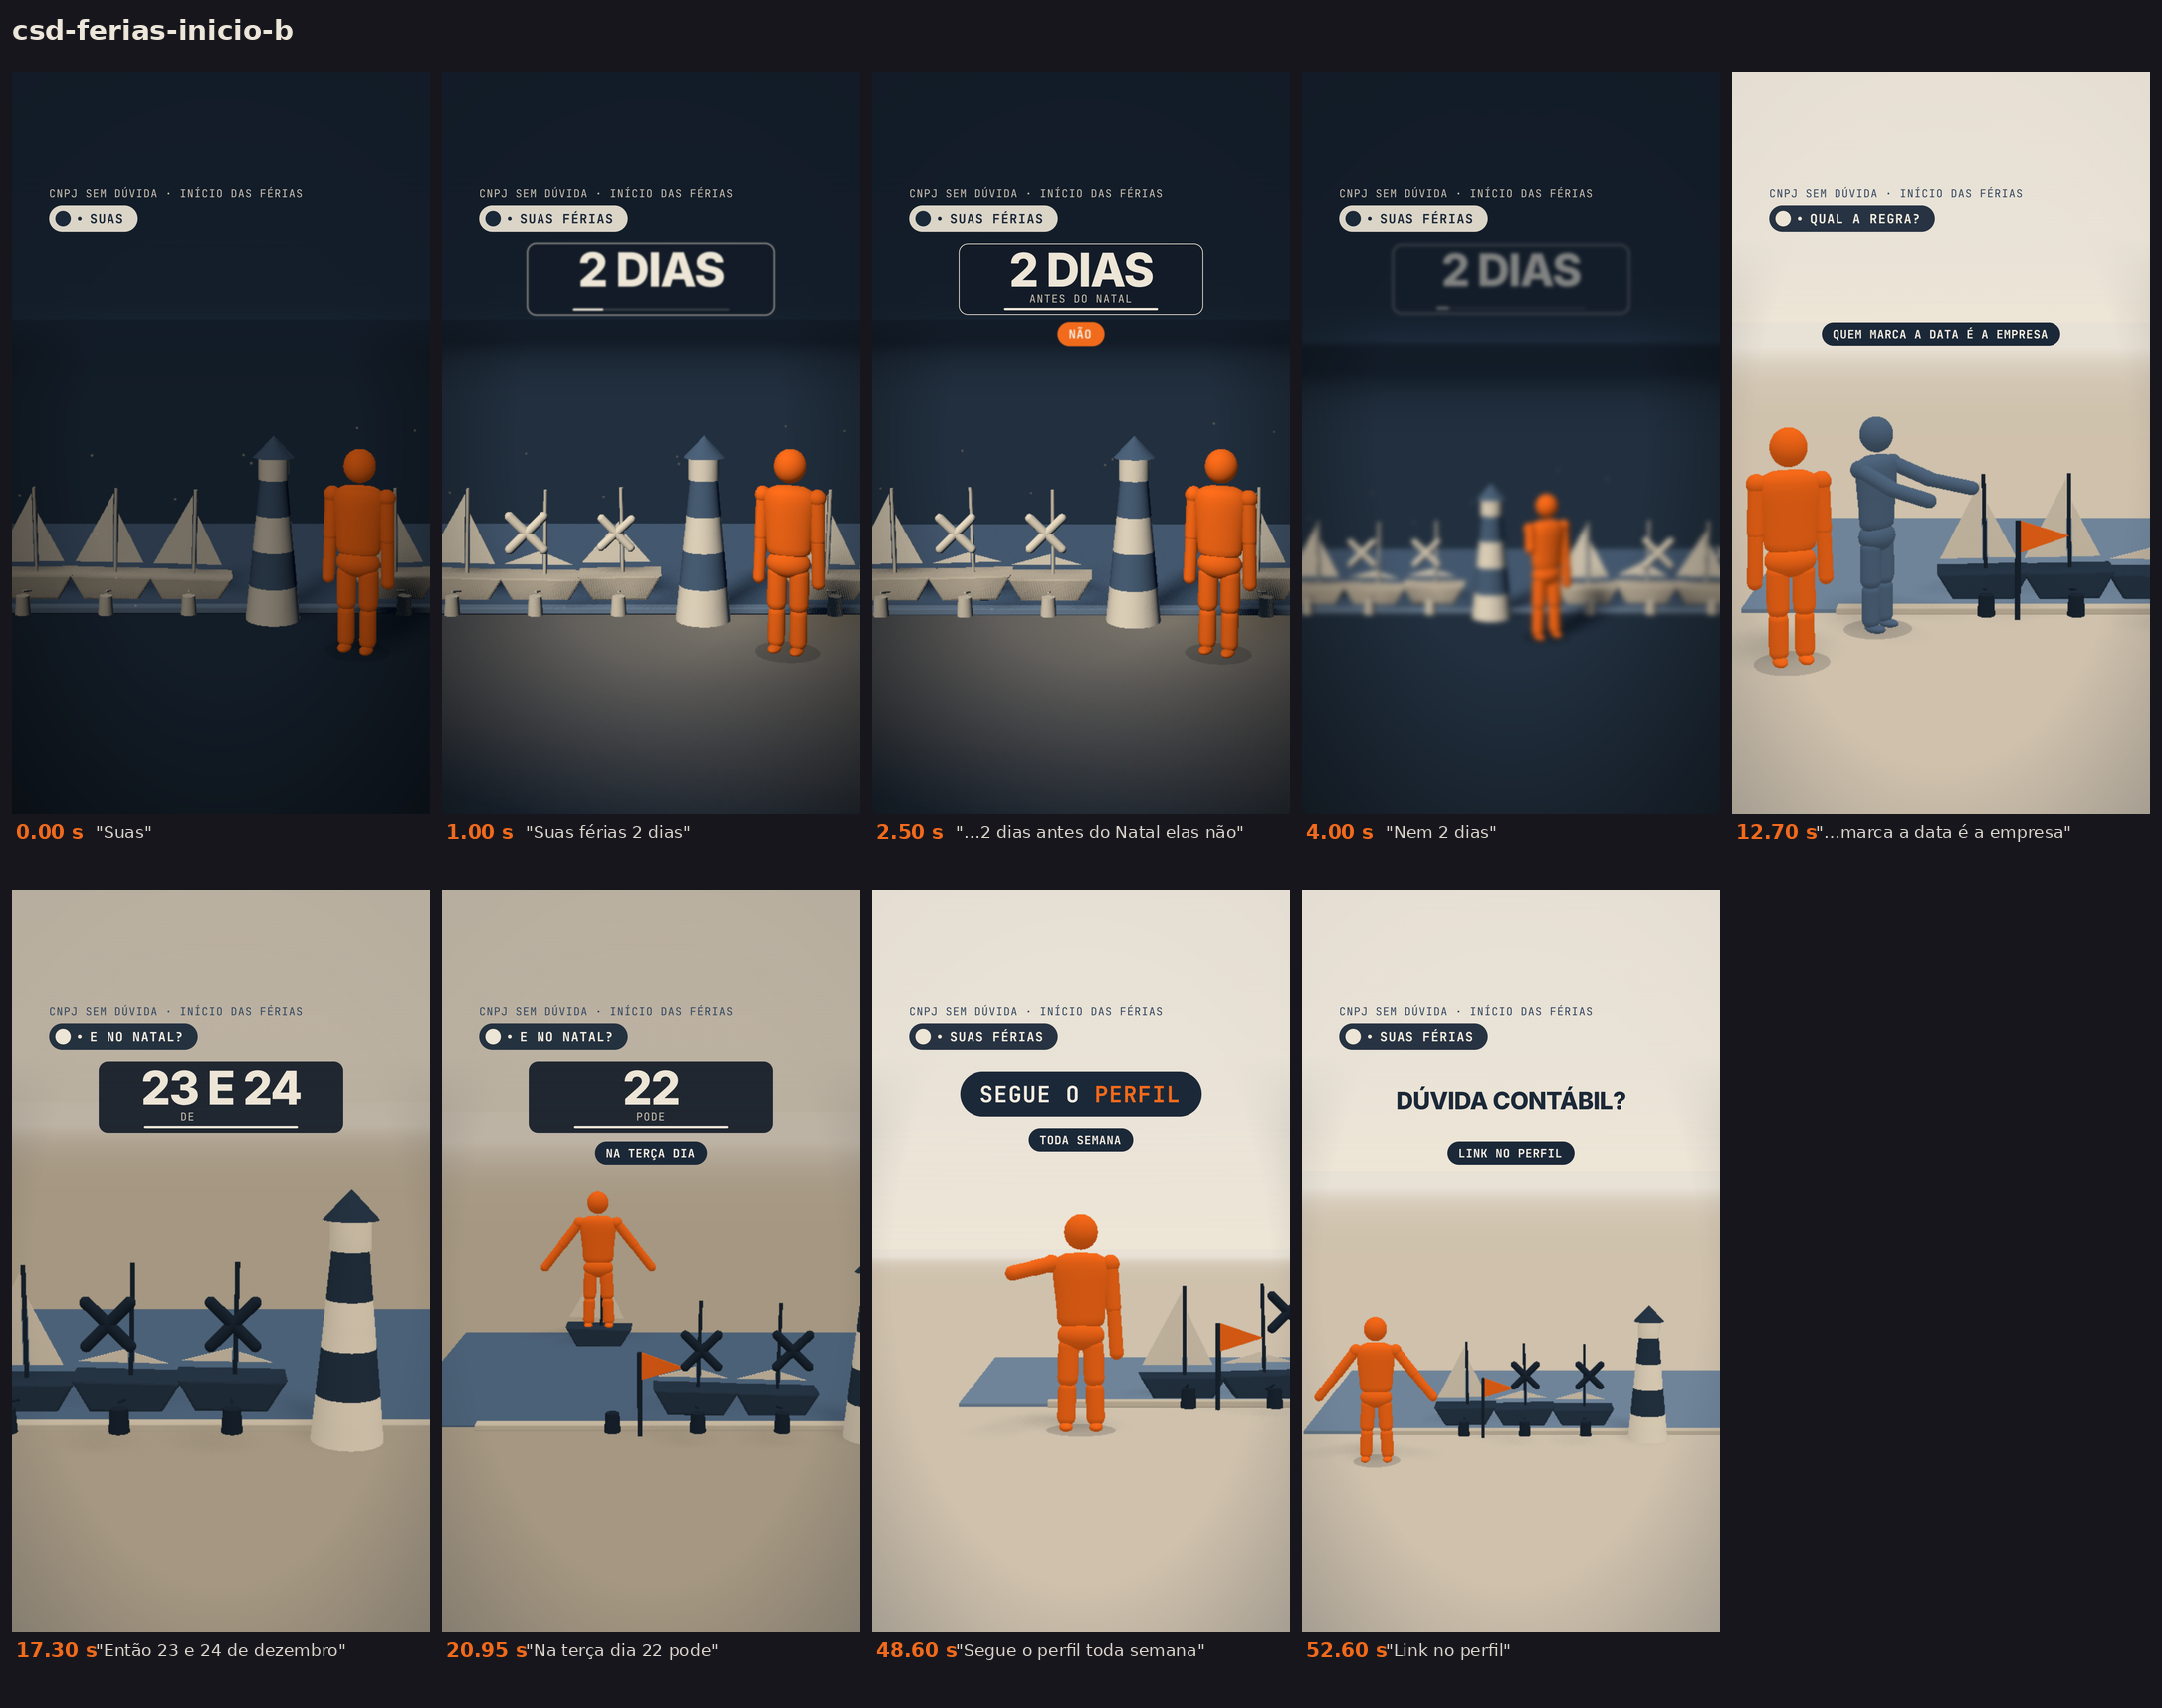 csd-ferias-inicio-b
CNPJ SEM DÚVIDA · INÍCIO DAS FÉRIAS
• SUAS
0.00 s "Suas"
CNPJ SEM DÚVIDA · INÍCIO DAS FÉRIAS
• SUAS FÉRIAS
2 DIAS
1.00 s "Suas férias 2 dias"
CNPJ SEM DÚVIDA · INÍCIO DAS FÉRIAS
• SUAS FÉRIAS
2 DIAS
ANTES DO NATAL
NÃO
2.50 s "...2 dias antes do Natal elas não"
CNPJ SEM DÚVIDA · INÍCIO DAS FÉRIAS
• SUAS FÉRIAS
2 DIAS
4.00 s "Nem 2 dias"
CNPJ SEM DÚVIDA · INÍCIO DAS FÉRIAS
• QUAL A REGRA?
QUEM MARCA A DATA É A EMPRESA
12.70 s "...marca a data é a empresa"
CNPJ SEM DÚVIDA · INÍCIO DAS FÉRIAS
• E NO NATAL?
23 E 24
DE
17.30 s "Então 23 e 24 de dezembro"
CNPJ SEM DÚVIDA · INÍCIO DAS FÉRIAS
• E NO NATAL?
22
PODE
NA TERÇA DIA
20.95 s "Na terça dia 22 pode"
CNPJ SEM DÚVIDA · INÍCIO DAS FÉRIAS
• SUAS FÉRIAS
SEGUE O PERFIL
TODA SEMANA
48.60 s "Segue o perfil toda semana"
CNPJ SEM DÚVIDA · INÍCIO DAS FÉRIAS
• SUAS FÉRIAS
DÚVIDA CONTÁBIL?
LINK NO PERFIL
52.60 s "Link no perfil"